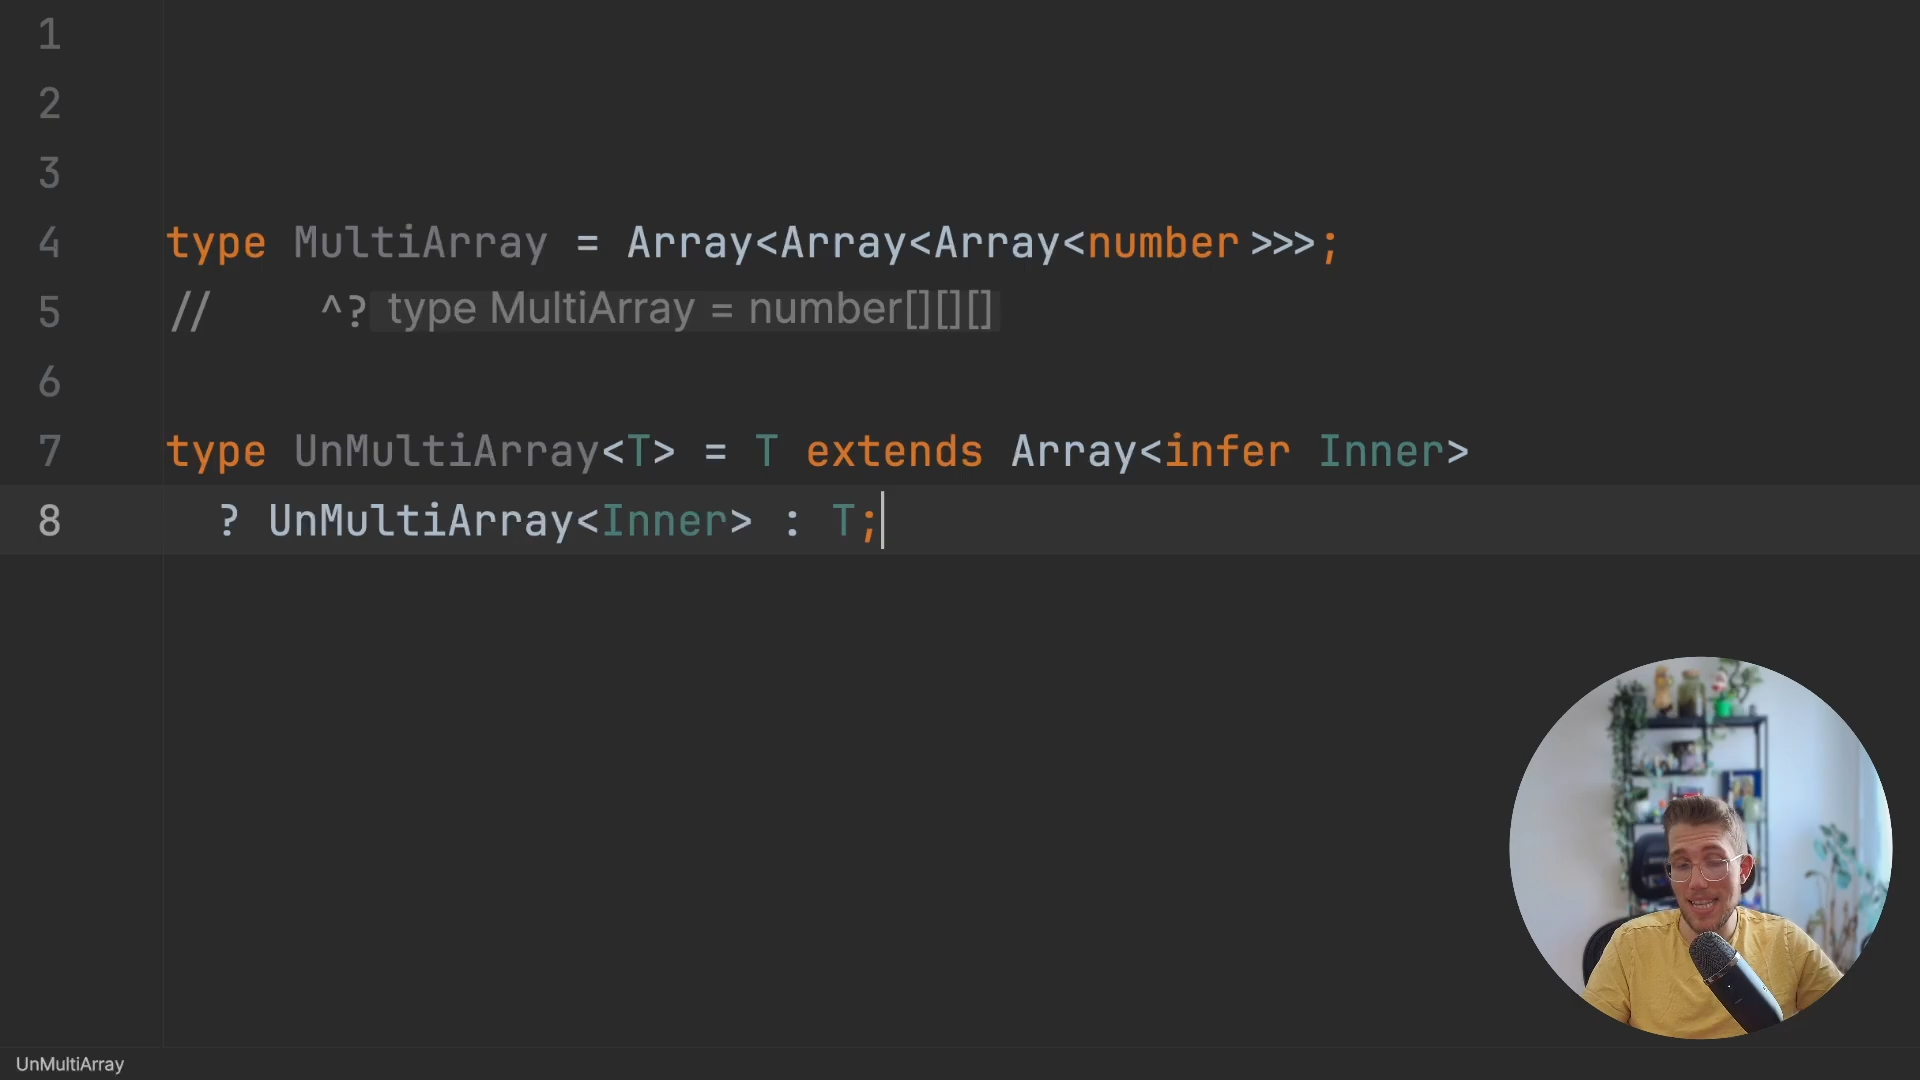 1
2
3
4 type MultiArray = Array<Array<Array<number>>>;
5 // ^? type MultiArray = number[][][]
6
7 type UnMultiArray<T> = T extends Array<infer Inner>
8 ? UnMultiArray<Inner> : T;
UnMultiArray